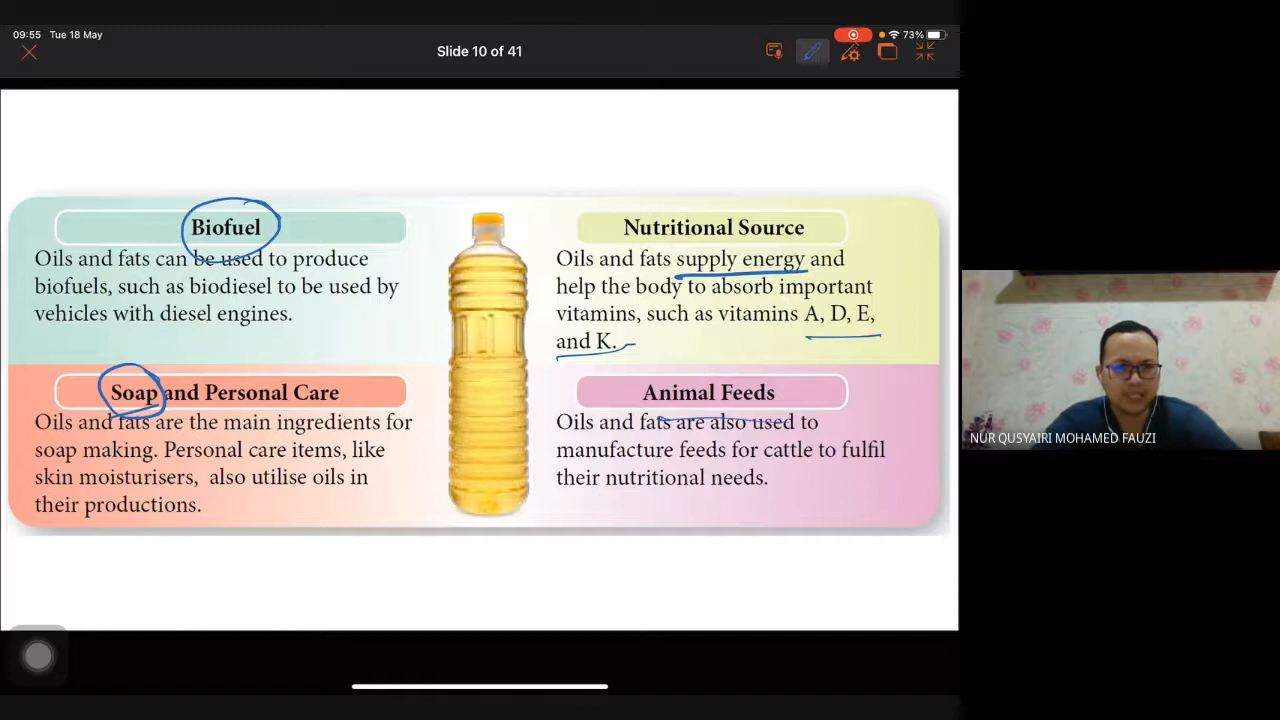 09:55 Tue 18 May
73%
Slide 10 of 41
Biofuel
Oils and fats can be used to produce
biofuels, such as biodiesel to be used by
vehicles with diesel engines.
Nutritional Source
Oils and fats supply energy and
help the body to absorb important
vitamins, such as vitamins A, D, E,
and K.
Soap and Personal Care
Oils and fats are the main ingredients for
soap making. Personal care items, like
skin moisturisers, also utilise oils in
their productions.
Animal Feeds
Oils and fats are also used to
manufacture feeds for cattle to fulfil
their nutritional needs.
NUR QUSYAIRI MOHAMED FAUZI